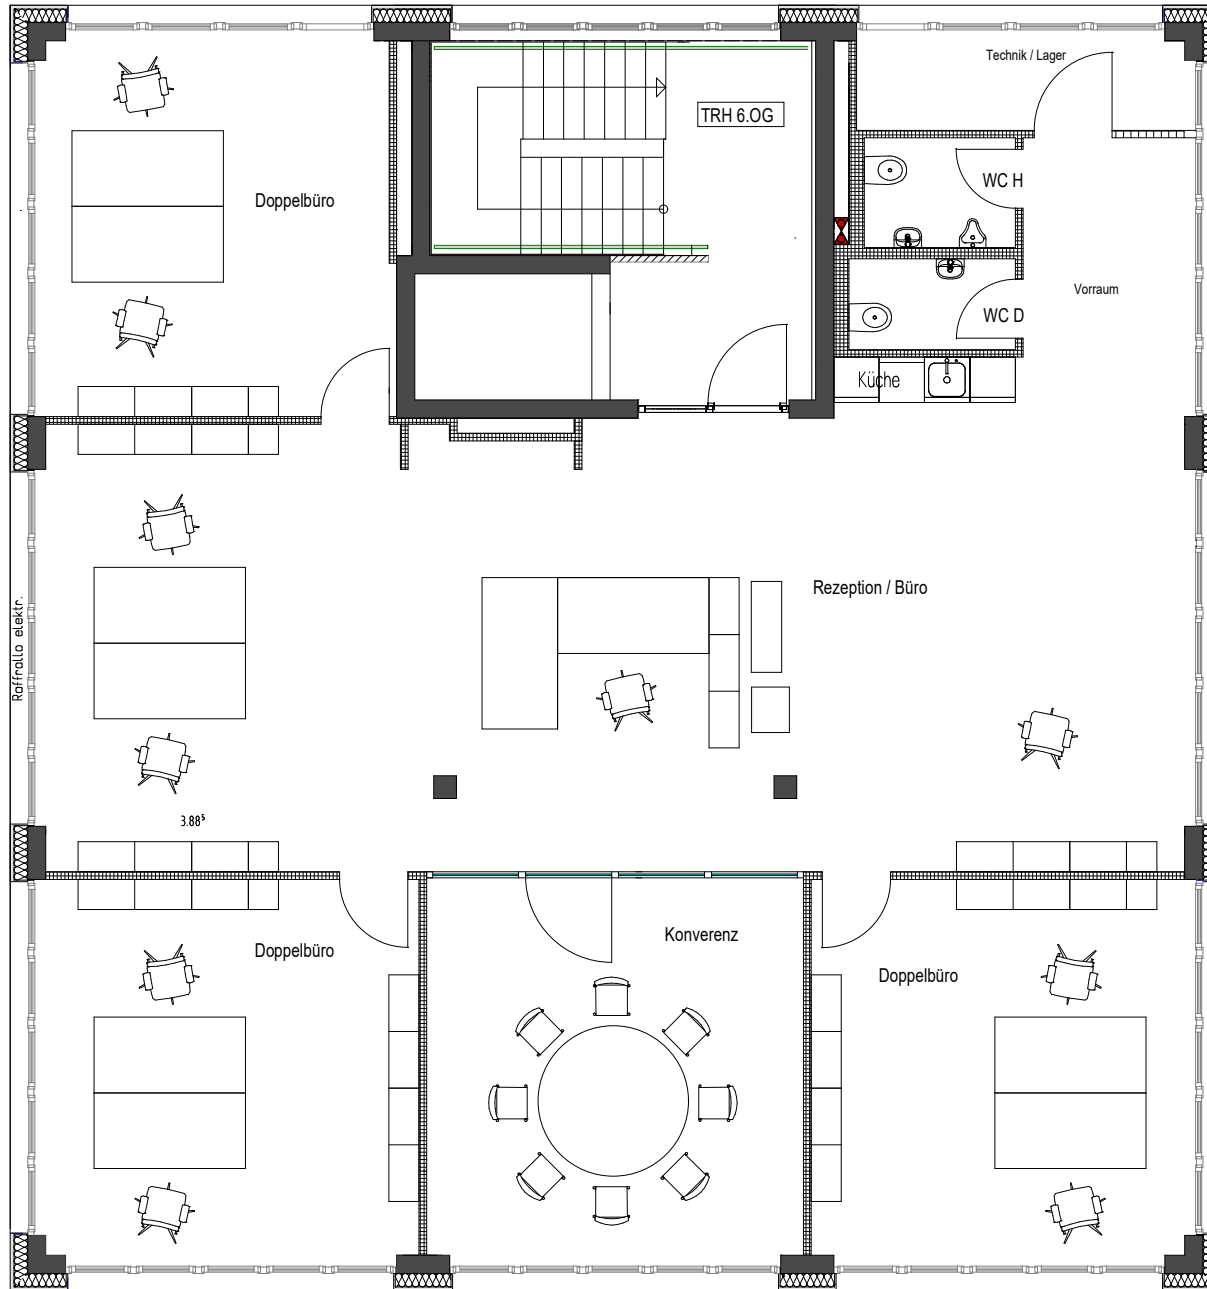 Technik / Lager
TRH 6.OG
WC H
Doppelbüro
Vorraum
WC D
Küche
Rezeption / Büro
Raffrollo elektr.
3.88⁵
Doppelbüro
Konverenz
Doppelbüro